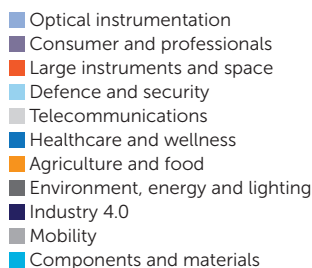 Optical instrumentation
Consumer and professionals
Large instruments and space
Defence and security
Telecommunications
Healthcare and wellness
Agriculture and food
Environment, energy and lighting
Industry 4.0
Mobility
Components and materials